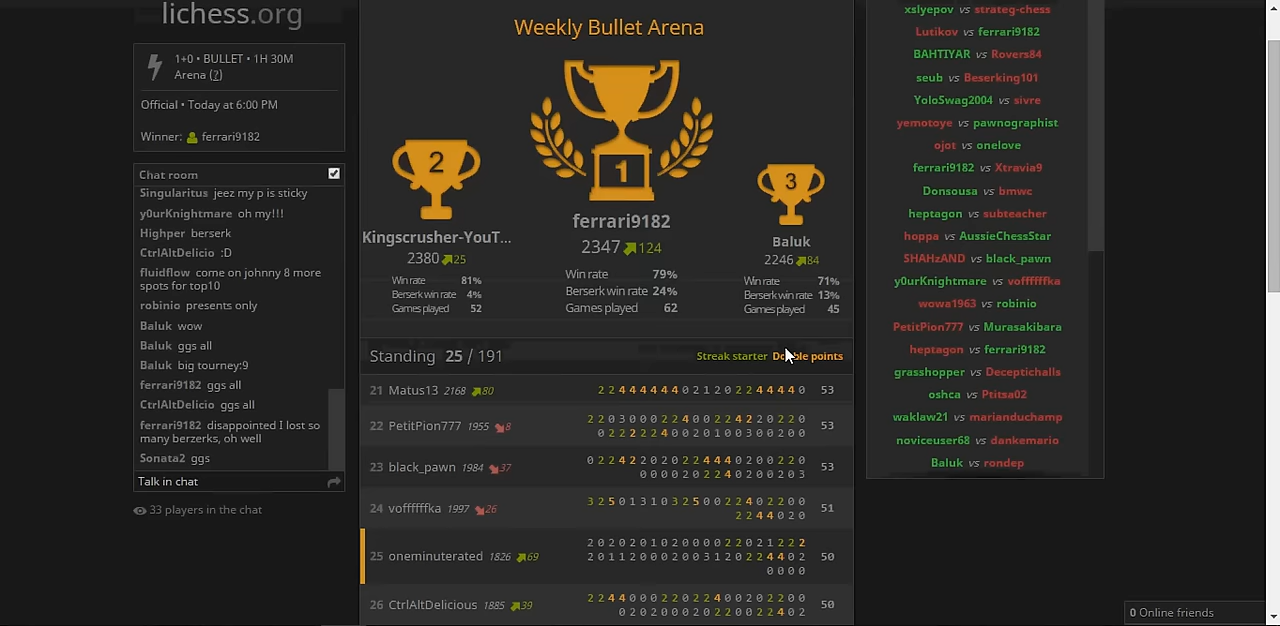 lichess.org
1+0 • BULLET • 1H 30M
Arena (?)
Official • Today at 6:00 PM
Winner: ferrari9182
Chat room
Singularitus jeez my p is sticky
y0urKnightmare oh my!!!
Highper berserk
CtrlAltDelicio :D
fluidflow come on johnny 8 more
spots for top10
robinio presents only
Baluk wow
Baluk ggs all
Baluk big tourney:9
ferrari9182 ggs all
CtrlAltDelicio ggs all
ferrari9182 disappointed I lost so
many berzerks, oh well
Sonata2 ggs
Talk in chat
33 players in the chat
Weekly Bullet Arena
2
Kingscrusher-YouT...
2380 25
Win rate 81%
Berserk win rate 4%
Games played 52
1
ferrari9182
2347 124
Win rate 79%
Berserk win rate 24%
Games played 62
3
Baluk
2246 84
Win rate 71%
Berserk win rate 13%
Games played 45
Standing 25 / 191
Streak starter Double points
21 Matus13 2168 80 2 2 4 4 4 4 4 4 0 2 1 2 0 2 2 4 4 4 4 0 53
22 PetitPion777 1955 8 2 2 0 3 0 0 0 2 2 4 0 0 2 2 4 2 2 0 2 2 0
0 2 2 2 2 2 4 0 0 2 0 1 0 0 3 0 0 2 0 0 53
23 black_pawn 1984 37 0 2 2 4 2 2 0 2 0 2 2 4 4 4 0 2 0 0 2 2 0
0 0 0 0 2 0 2 2 4 0 2 0 0 2 0 3 53
24 voffffffka 1997 26 3 2 5 0 1 3 1 0 3 2 5 0 0 2 2 4 0 2 2 0 0
2 2 4 4 0 2 0 51
25 oneminuterated 1826 69 2 0 2 0 2 0 1 0 2 0 0 0 0 2 2 0 2 1 2 2 2
2 0 1 1 2 0 0 0 2 0 0 3 1 2 0 2 2 4 4 0 2
0 0 0 0 50
26 CtrlAltDelicious 1885 39 2 2 4 4 0 0 0 2 2 0 2 2 4 0 0 2 0 2 2 0 0
0 2 0 2 0 0 0 2 0 2 2 0 0 2 2 4 0 2 50
xslyepov vs strateg-chess
Lutikov vs ferrari9182
BAHTIYAR vs Rovers84
seub vs Beserking101
YoloSwag2004 vs sivre
yemotoye vs pawnographist
ojot vs onelove
ferrari9182 vs Xtravia9
Donsousa vs bmwc
heptagon vs subteacher
hoppa vs AussieChessStar
SHAHzAND vs black_pawn
y0urKnightmare vs voffffffka
wowa1963 vs robinio
PetitPion777 vs Murasakibara
heptagon vs ferrari9182
grasshopper vs Deceptichalls
oshca vs Ptitsa02
waklaw21 vs marianduchamp
noviceuser68 vs dankemario
Baluk vs rondep
0 Online friends